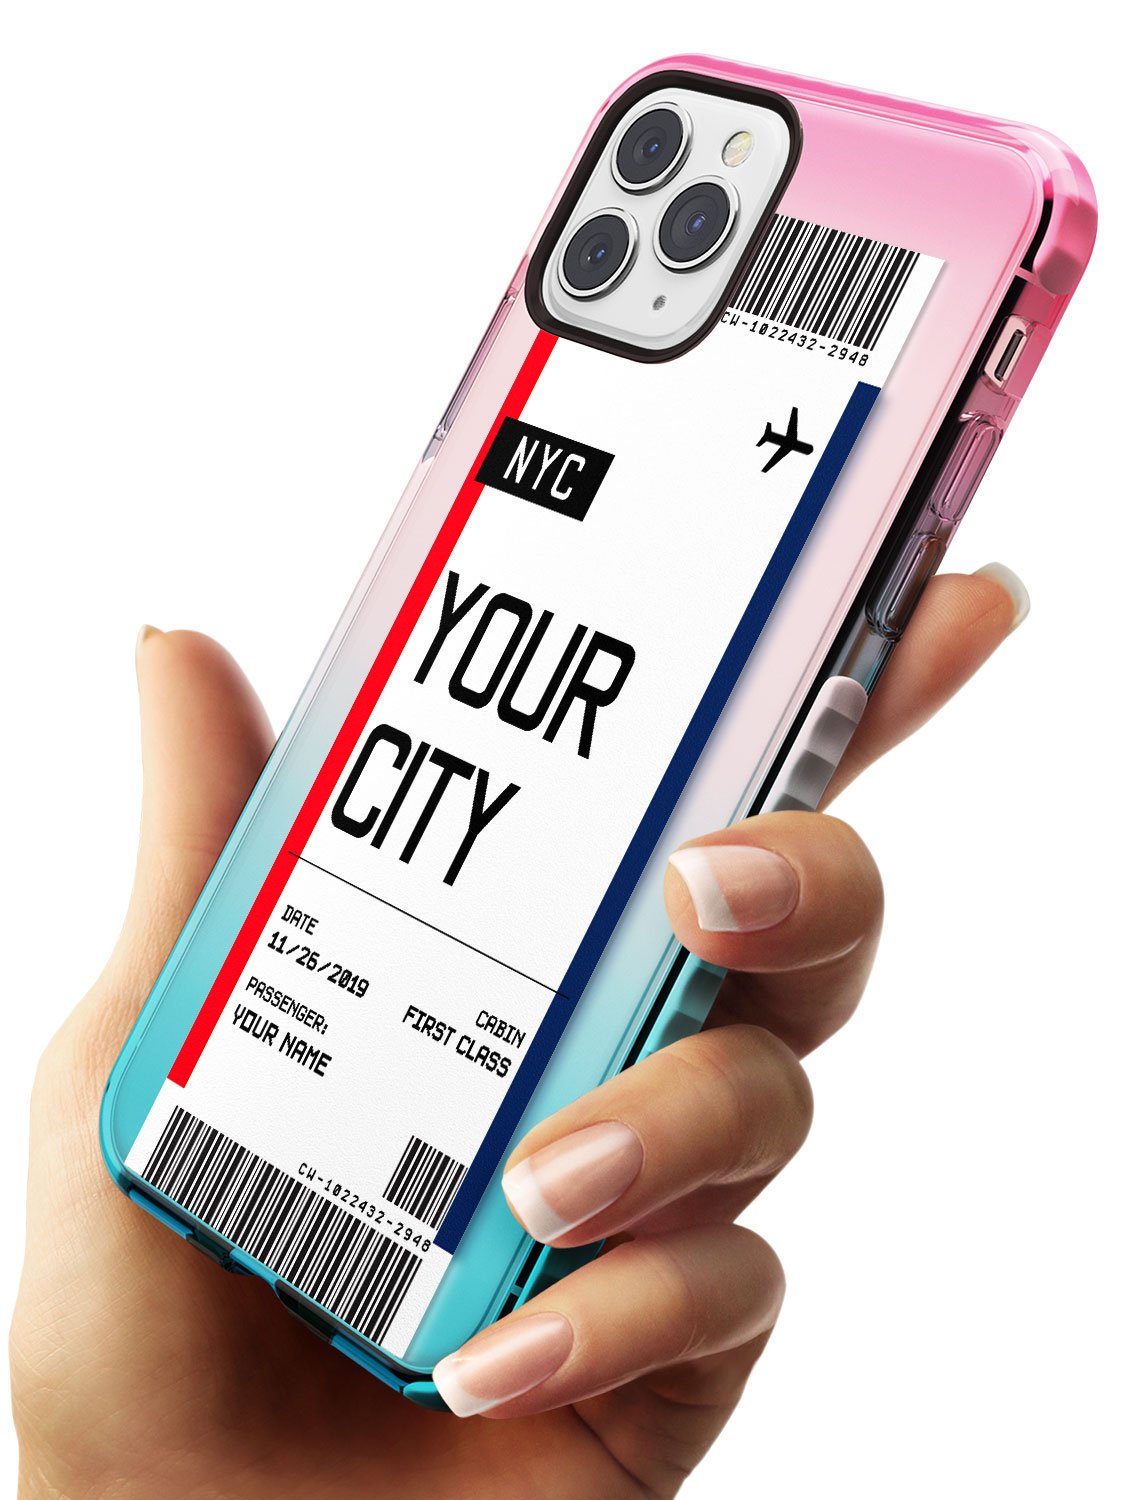 CW-1022432-2948
NYC
YOUR
CITY
DATE
11/26/2019
PASSENGER:
YOUR NAME
CABIN
FIRST CLASS
CW-1022432-2948